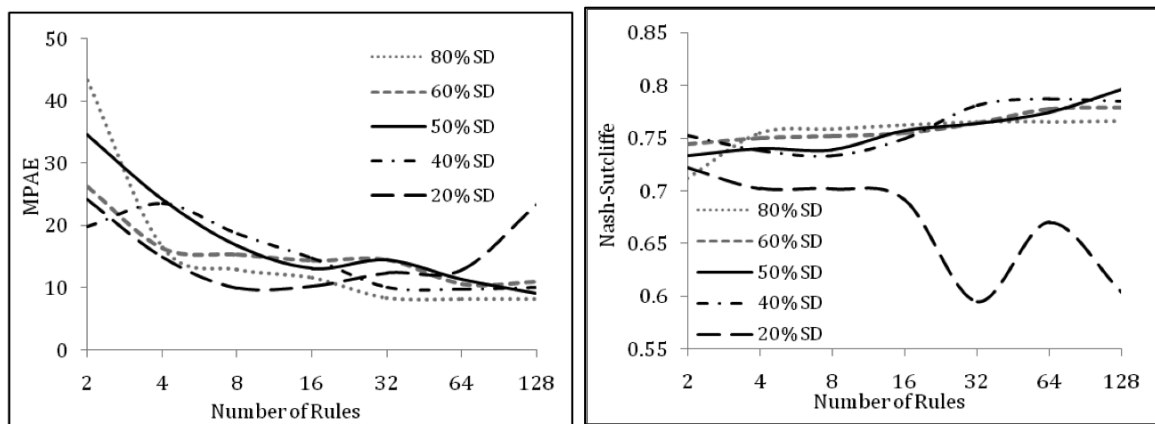 MPAE
50
40
30
20
10
0
80% SD
60% SD
50% SD
40% SD
20% SD
2 4 8 16 32 64 128
Number of Rules
Nash-Sutcliffe
0.85
0.8
0.75
0.7
0.65
0.6
0.55
80% SD
60% SD
50% SD
40% SD
20% SD
2 4 8 16 32 64 128
Number of Rules